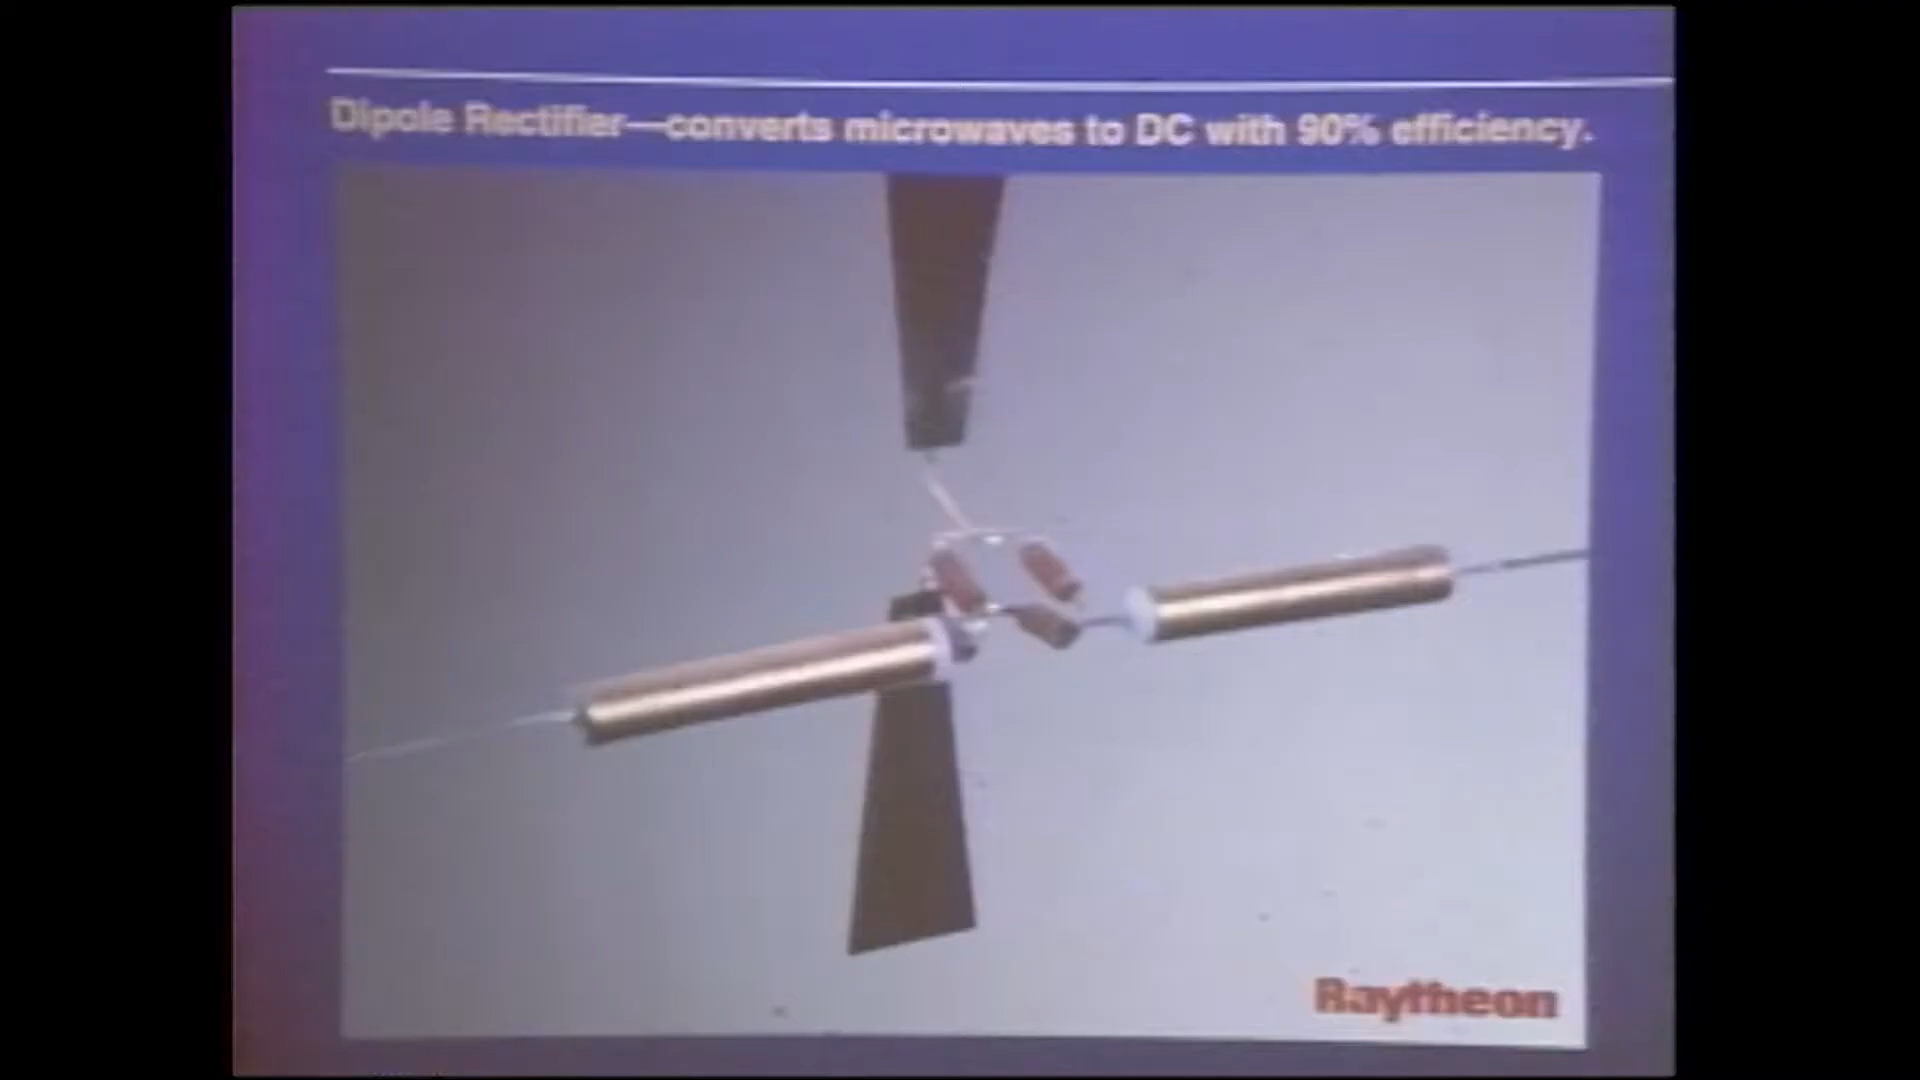 Dipole Rectifier—converts microwaves to DC with 90% efficiency.
Raytheon